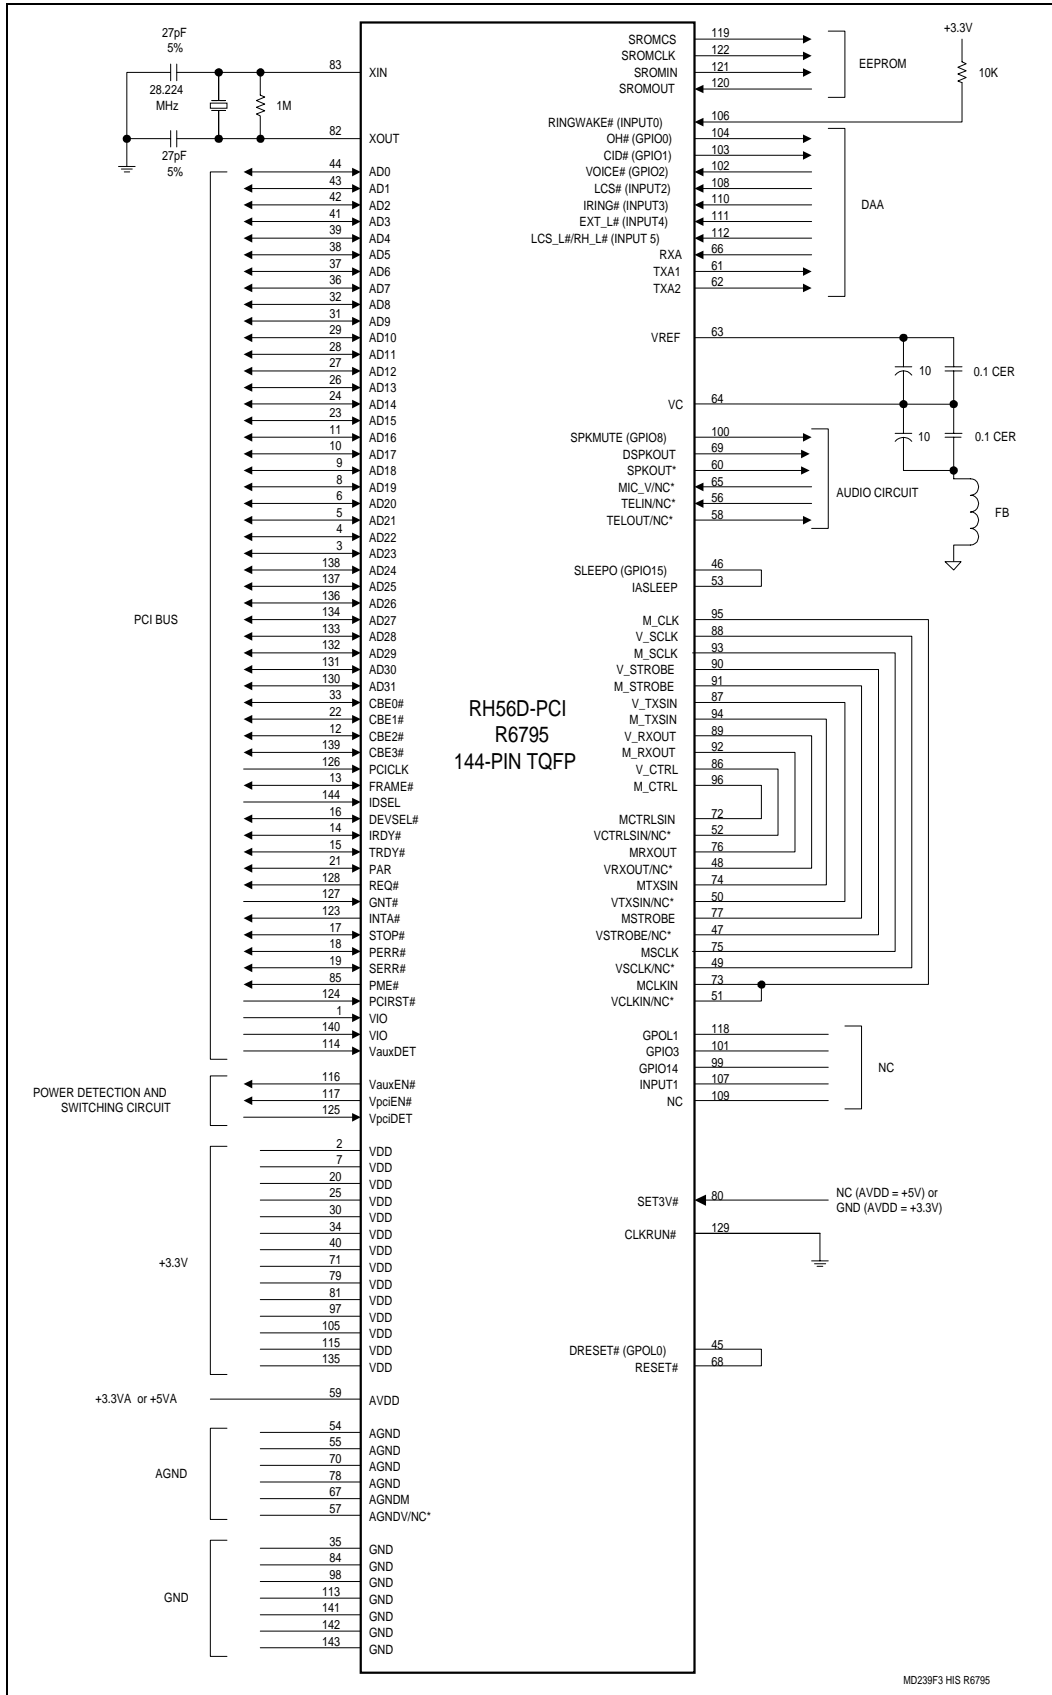 27pF
5%
28.224
MHz
1M
27pF
5%
83 XIN
82 XOUT
PCI BUS
44 AD0
43 AD1
42 AD2
41 AD3
39 AD4
38 AD5
37 AD6
36 AD7
32 AD8
31 AD9
29 AD10
28 AD11
27 AD12
26 AD13
24 AD14
23 AD15
11 AD16
10 AD17
9 AD18
8 AD19
6 AD20
5 AD21
4 AD22
3 AD23
138 AD24
137 AD25
136 AD26
134 AD27
133 AD28
132 AD29
131 AD30
130 AD31
33 CBE0#
22 CBE1#
12 CBE2#
139 CBE3#
126 PCICLK
13 FRAME#
144 IDSEL
16 DEVSEL#
14 IRDY#
15 TRDY#
21 PAR
128 REQ#
127 GNT#
123 INTA#
17 STOP#
18 PERR#
19 SERR#
85 PME#
124 PCIRST#
1 VIO
140 VIO
114 VauxDET
POWER DETECTION AND
SWITCHING CIRCUIT
116 VauxEN#
117 VpciEN#
125 VpciDET
+3.3V
2 VDD
7 VDD
20 VDD
25 VDD
30 VDD
34 VDD
40 VDD
71 VDD
79 VDD
81 VDD
97 VDD
105 VDD
115 VDD
135 VDD
+3.3VA or +5VA
59 AVDD
AGND
54 AGND
55 AGND
70 AGND
78 AGND
67 AGNDM
57 AGNDV/NC*
GND
35 GND
84 GND
98 GND
113 GND
141 GND
142 GND
143 GND
RH56D-PCI
R6795
144-PIN TQFP
SROMCS 119
SROMCLK 122
SROMIN 121
SROMOUT 120
EEPROM
+3.3V
10K
RINGWAKE# (INPUT0) 106
OH# (GPIO0) 104
CID# (GPIO1) 103
VOICE# (GPIO2) 102
LCS# (INPUT2) 108
IRING# (INPUT3) 110
EXT_L# (INPUT4) 111
LCS_L#/RH_L# (INPUT 5) 112
RXA 66
TXA1 61
TXA2 62
DAA
VREF 63
10
0.1 CER
VC 64
10
0.1 CER
FB
SPKMUTE (GPIO8) 100
DSPKOUT 69
SPKOUT* 60
MIC_V/NC* 65
TELIN/NC* 56
TELOUT/NC* 58
AUDIO CIRCUIT
SLEEPO (GPIO15) 46
IASLEEP 53
M_CLK 95
V_SCLK 88
M_SCLK 93
V_STROBE 90
M_STROBE 91
V_TXSIN 87
M_TXSIN 94
V_RXOUT 89
M_RXOUT 92
V_CTRL 86
M_CTRL 96
MCTRLSIN 72
VCTRLSIN/NC* 52
MRXOUT 76
VRXOUT/NC* 48
MTXSIN 74
VTXSIN/NC* 50
MSTROBE 77
VSTROBE/NC* 47
MSCLK 75
VSCLK/NC* 49
MCLKIN 73
VCLKIN/NC* 51
GPOL1 118
GPIO3 101
GPIO14 99
INPUT1 107
NC 109
NC
SET3V# 80
NC (AVDD = +5V) or
GND (AVDD = +3.3V)
CLKRUN# 129
DRESET# (GPOL0) 45
RESET# 68
MD239F3 HIS R6795